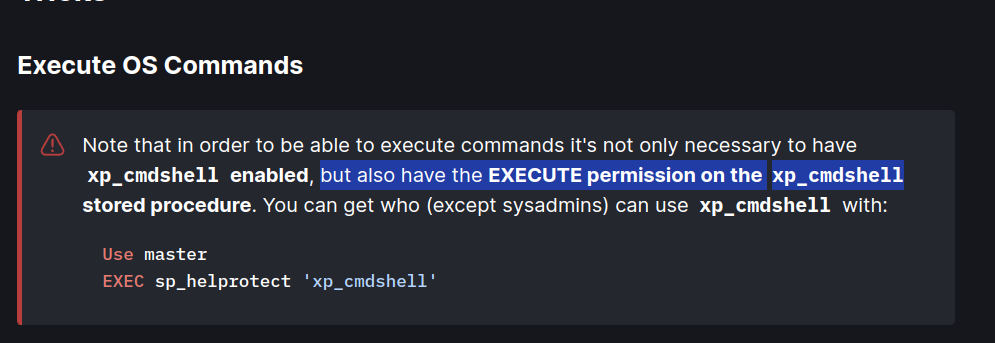 Execute OS Commands
Note that in order to be able to execute commands it's not only necessary to have
xp_cmdshell enabled, but also have the EXECUTE permission on the xp_cmdshell
stored procedure. You can get who (except sysadmins) can use xp_cmdshell with:
Use master
EXEC sp_helprotect 'xp_cmdshell'